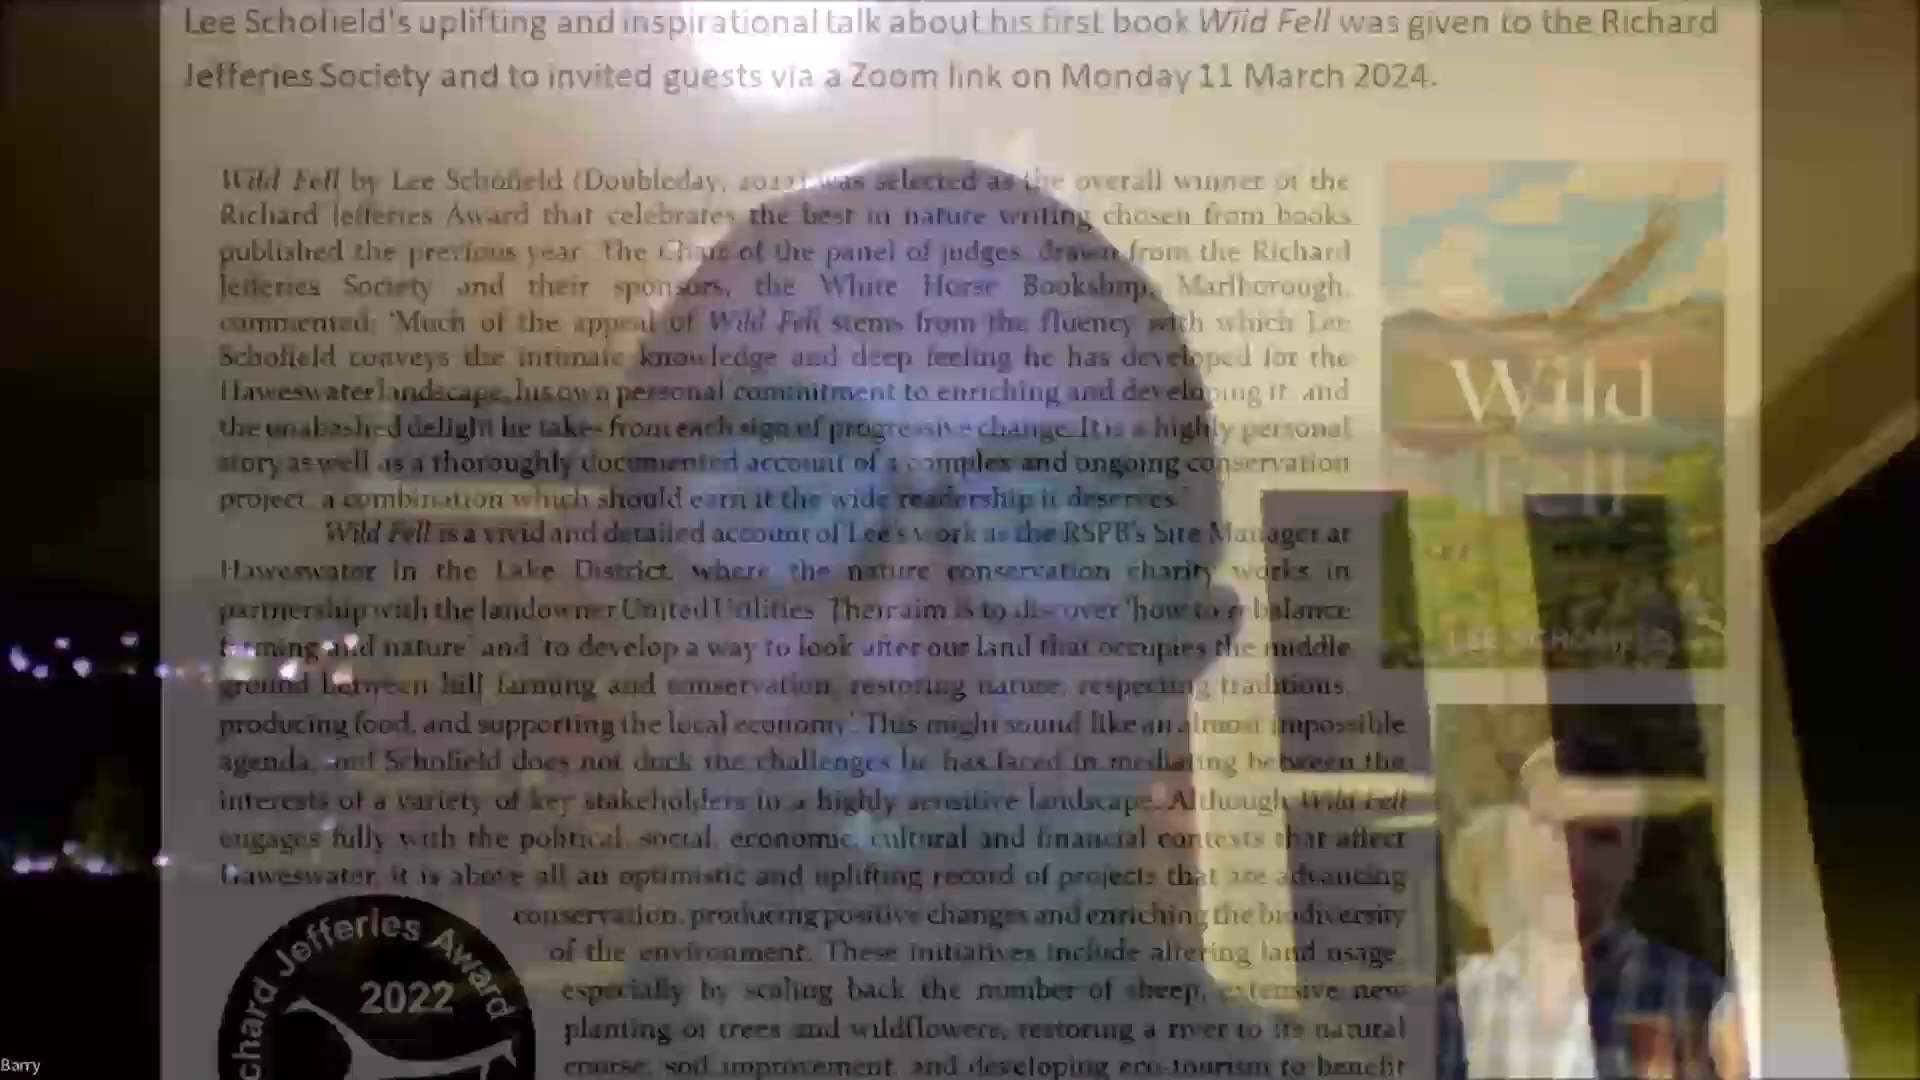 Lee Schofield's uplifting and inspirational talk about his first book Wild Fell was given to the Richard
Jefferies Society and to invited guests via a Zoom link on Monday 11 March 2024.
Wild Fell by Lee Schofield (Doubleday, 2022) was selected as the overall winner of the
Richard Jefferies Award that celebrates the best in nature writing chosen from books
published the previous year. The Chair of the panel of judges, drawn from the Richard
Jefferies Society and their sponsors, the White Horse Bookshop, Marlborough,
commented: 'Much of the appeal of Wild Fell stems from the fluency with which Lee
Schofield conveys the intimate knowledge and deep feeling he has developed for the
Haweswater landscape, his own personal commitment to enriching and developing it, and
the unabashed delight he takes from each sign of progressive change. It is a highly personal
story as well as a thoroughly documented account of a complex and ongoing conservation
project, a combination which should earn it the wide readership it deserves.'
Wild Fell is a vivid and detailed account of Lee's work as the RSPB's Site Manager at
Haweswater in the Lake District, where the nature conservation charity works in
partnership with the landowner United Utilities. Their aim is to discover 'how to rebalance
farming and nature' and 'to develop a way to look after our land that occupies the middle
ground between hill farming and conservation, restoring nature, respecting traditions,
producing food, and supporting the local economy'. This might sound like an almost impossible
agenda, and Schofield does not duck the challenges he has faced in mediating between the
interests of a variety of key stakeholders in a highly sensitive landscape. Although Wild Fell
engages fully with the political, social, economic, cultural and financial contexts that affect
Haweswater, it is above all an optimistic and uplifting record of projects that are advancing
conservation, producing positive changes and enriching the biodiversity
of the environment. These initiatives include altering land usage,
especially by scaling back the number of sheep, extensive new
planting of trees and wildflowers, restoring a river to its natural
course, soil improvement, and developing eco-tourism to benefit
Wild
Fell
LEE SCHOFIELD
chard Jefferies Award
2022
Barry